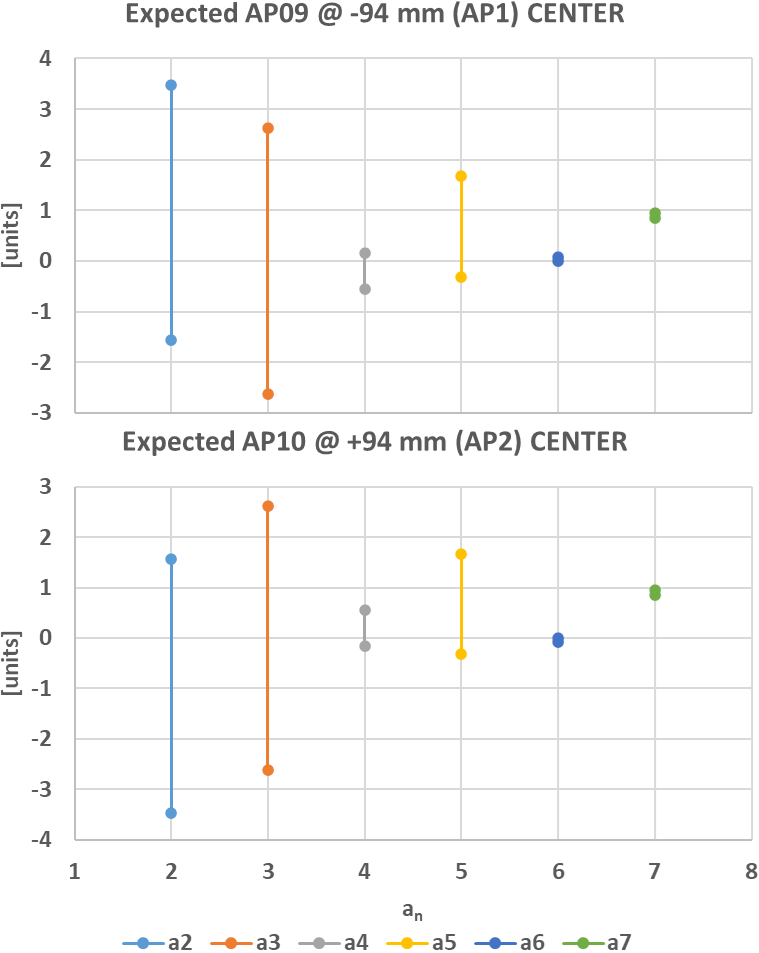 Expected AP09 @ -94 mm (AP1) CENTER
4
3
2
1
0
-1
-2
-3
[units]
Expected AP10 @ +94 mm (AP2) CENTER
3
2
1
0
-1
-2
-3
-4
[units]
1 2 3 4 5 6 7 8
an
a2 a3 a4 a5 a6 a7